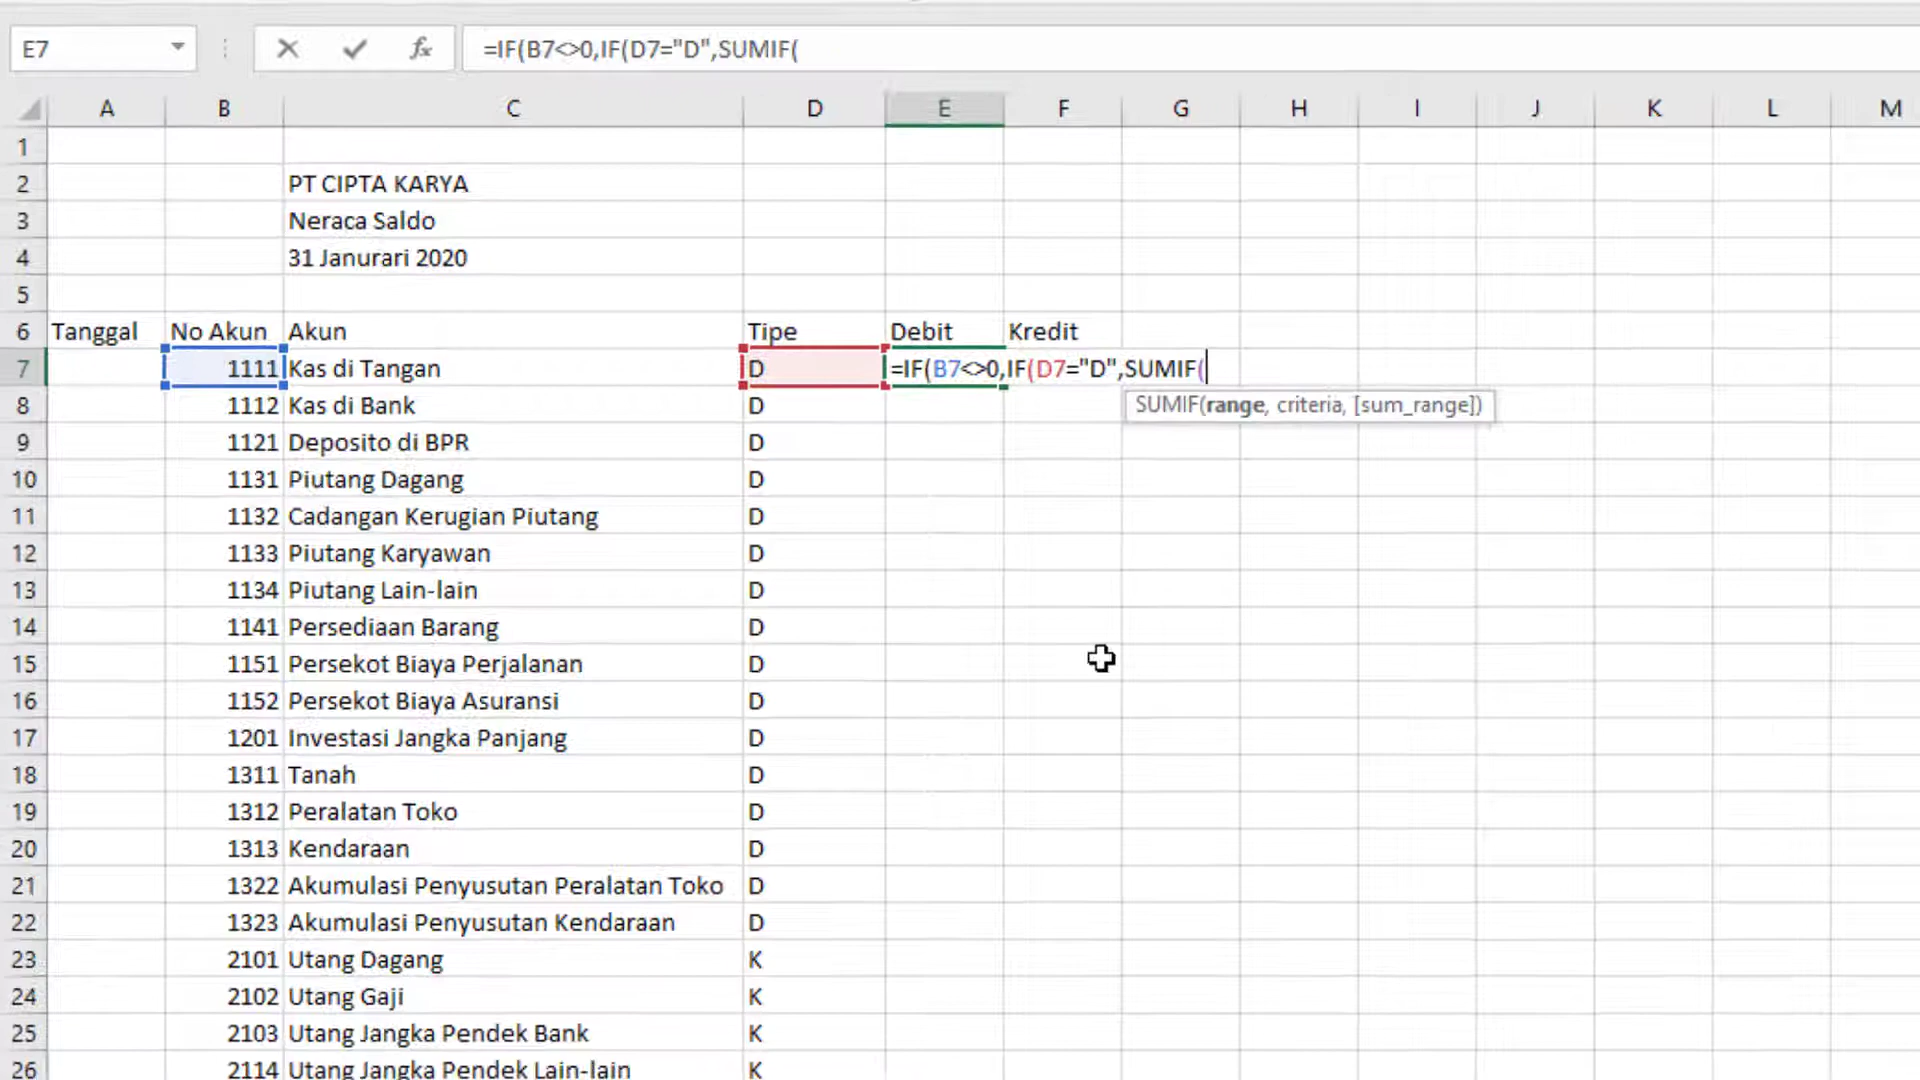 E7 =IF(B7<>0,IF(D7="D",SUMIF(
A B C D E F G H I J K L M
1
2 PT CIPTA KARYA
3 Neraca Saldo
4 31 Janurari 2020
5
6 Tanggal No Akun Akun Tipe Debit Kredit
7 1111 Kas di Tangan D =IF(B7<>0,IF(D7="D",SUMIF(
8 1112 Kas di Bank D SUMIF(range, criteria, [sum_range])
9 1121 Deposito di BPR D
10 1131 Piutang Dagang D
11 1132 Cadangan Kerugian Piutang D
12 1133 Piutang Karyawan D
13 1134 Piutang Lain-lain D
14 1141 Persediaan Barang D
15 1151 Persekot Biaya Perjalanan D
16 1152 Persekot Biaya Asuransi D
17 1201 Investasi Jangka Panjang D
18 1311 Tanah D
19 1312 Peralatan Toko D
20 1313 Kendaraan D
21 1322 Akumulasi Penyusutan Peralatan Toko D
22 1323 Akumulasi Penyusutan Kendaraan D
23 2101 Utang Dagang K
24 2102 Utang Gaji K
25 2103 Utang Jangka Pendek Bank K
26 2114 Utang Jangka Pendek Lain-lain K